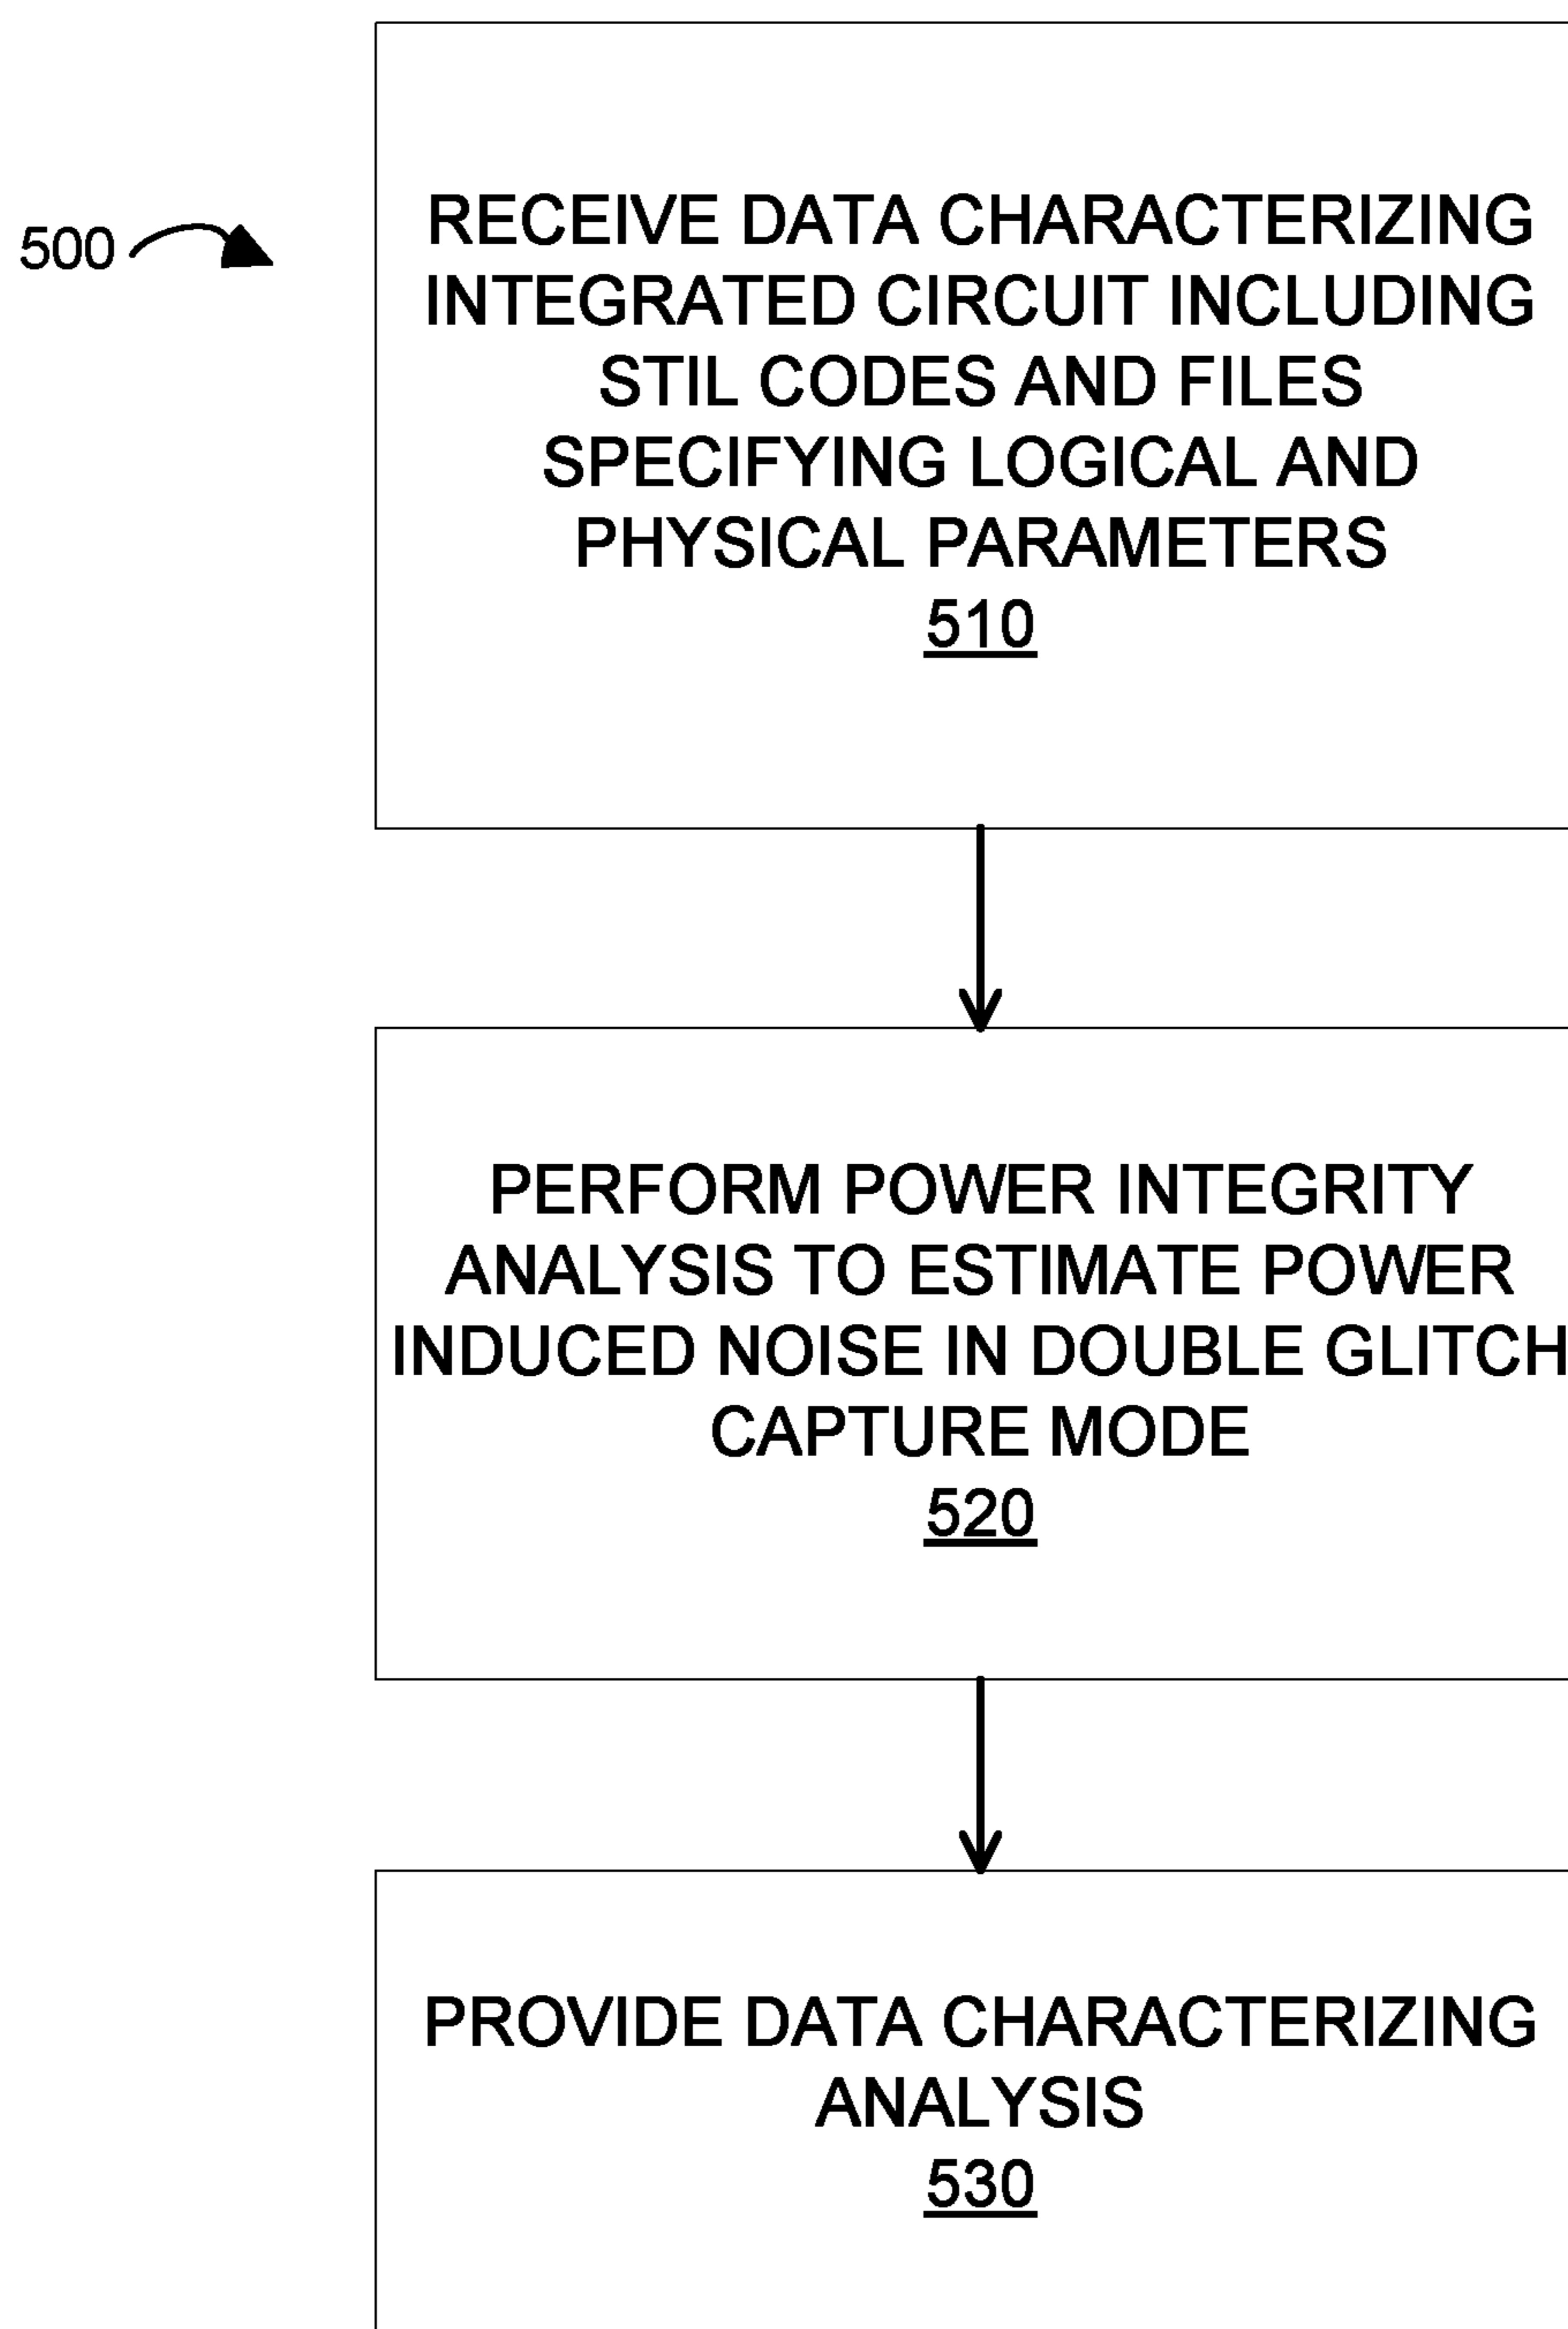 500
RECEIVE DATA CHARACTERIZING
INTEGRATED CIRCUIT INCLUDING
STIL CODES AND FILES
SPECIFYING LOGICAL AND
PHYSICAL PARAMETERS
510
PERFORM POWER INTEGRITY
ANALYSIS TO ESTIMATE POWER
INDUCED NOISE IN DOUBLE GLITCH
CAPTURE MODE
520
PROVIDE DATA CHARACTERIZING
ANALYSIS
530